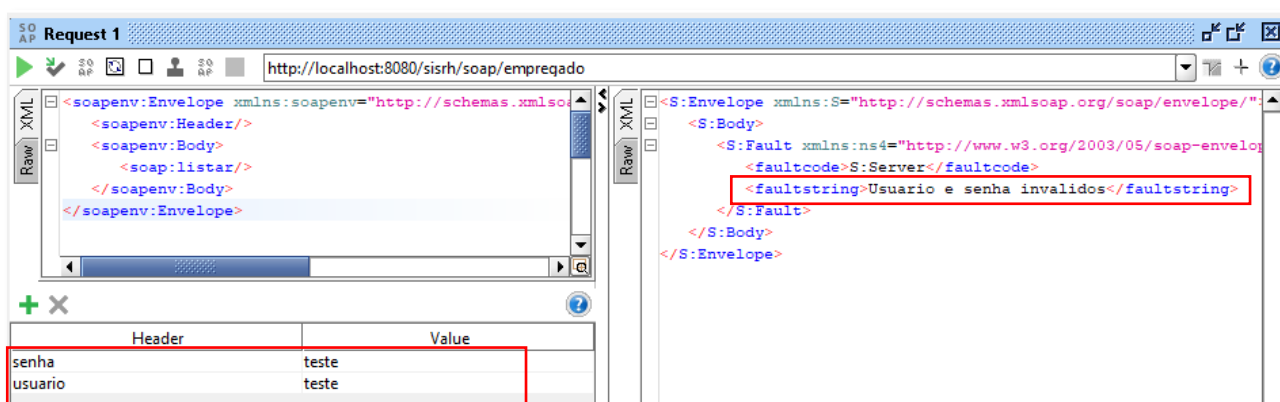 SOAP Request 1
SOAP SOAP http://localhost:8080/sisrh/soap/empregado
XML
Raw
<soapenv:Envelope xmlns:soapenv="http://schemas.xmlsoa
<soapenv:Header/>
<soapenv:Body>
<soap:listar/>
</soapenv:Body>
</soapenv:Envelope>
Header Value
senha teste
usuario teste
XML
Raw
<S:Envelope xmlns:S="http://schemas.xmlsoap.org/soap/envelope/"
<S:Body>
<S:Fault xmlns:ns4="http://www.w3.org/2003/05/soap-envelop
<faultcode>S:Server</faultcode>
<faultstring>Usuario e senha invalidos</faultstring>
</S:Fault>
</S:Body>
</S:Envelope>